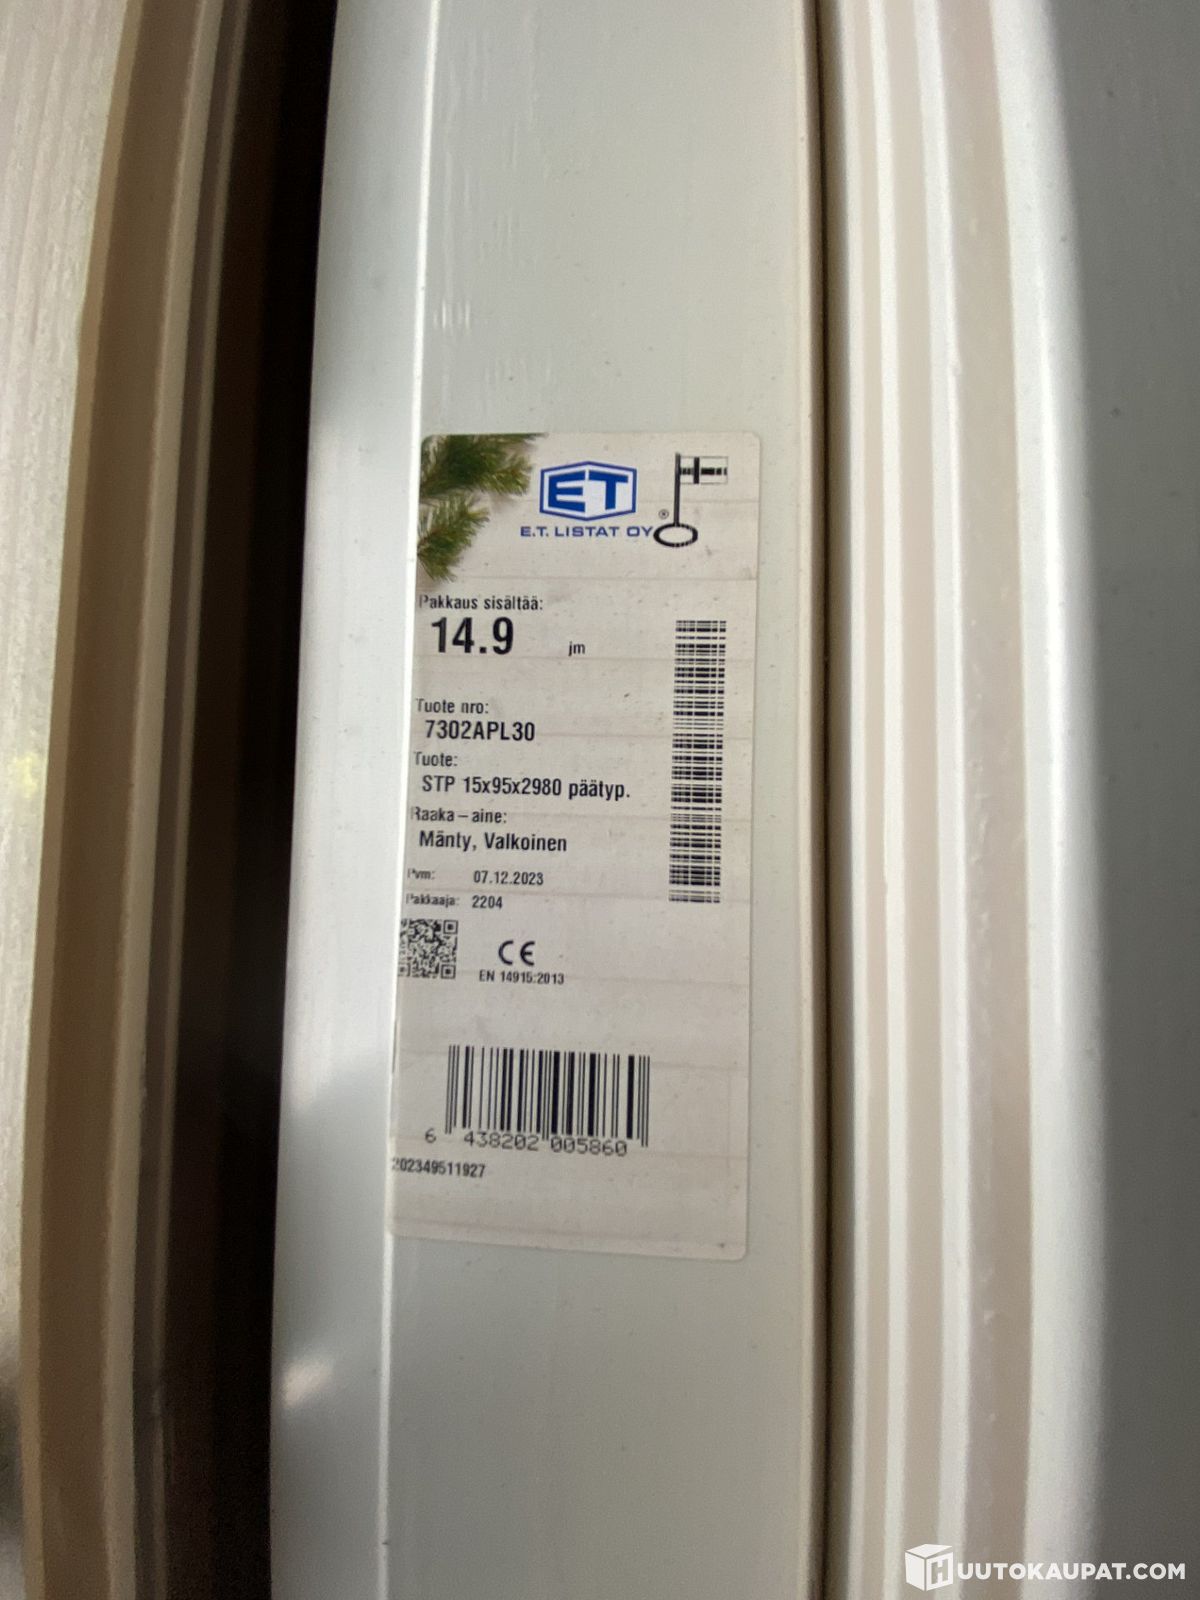 ET
E.T. LISTAT OY
®
Pakkaus sisältää:
14.9 jm
Tuote nro:
7302APL30
Tuote:
STP 15x95x2980 päätyp.
Raaka-aine:
Mänty, Valkoinen
Pvm: 07.12.2023
Pakkaaja: 2204
CE
EN 14915:2013
6 438202 005860
202349511927
HUUTOKAUPAT.COM